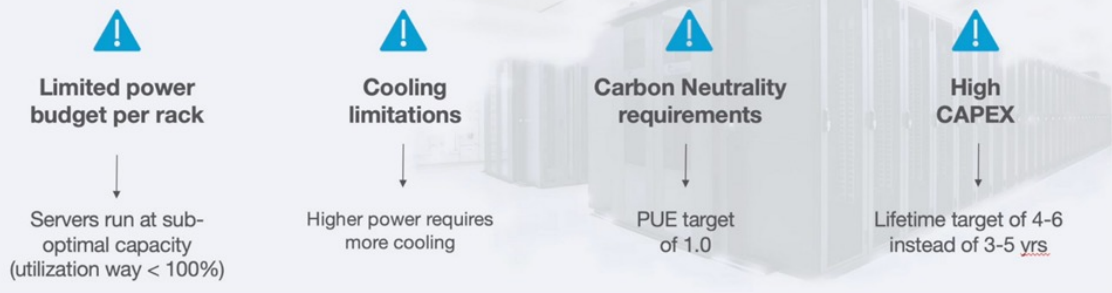 Limited power
budget per rack
Servers run at sub-
optimal capacity
(utilization way < 100%)
Cooling
limitations
Higher power requires
more cooling
Carbon Neutrality
requirements
PUE target
of 1.0
High
CAPEX
Lifetime target of 4-6
instead of 3-5 yrs